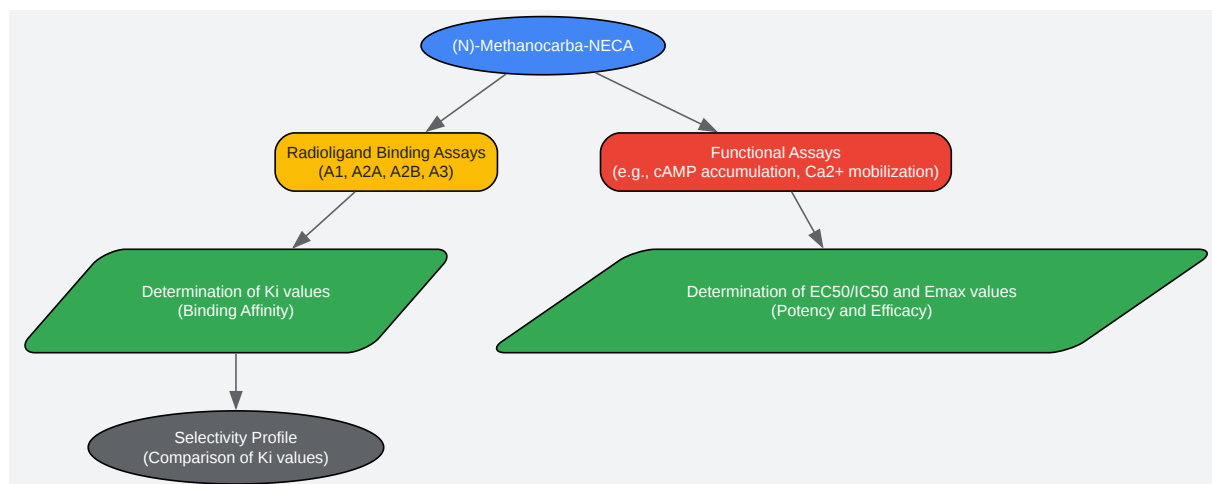 (N)-Methanocarba-NECA
Radioligand Binding Assays
(A1, A2A, A2B, A3)
Functional Assays
(e.g., cAMP accumulation, Ca2+ mobilization)
Determination of Ki values
(Binding Affinity)
Determination of EC50/IC50 and Emax values
(Potency and Efficacy)
Selectivity Profile
(Comparison of Ki values)